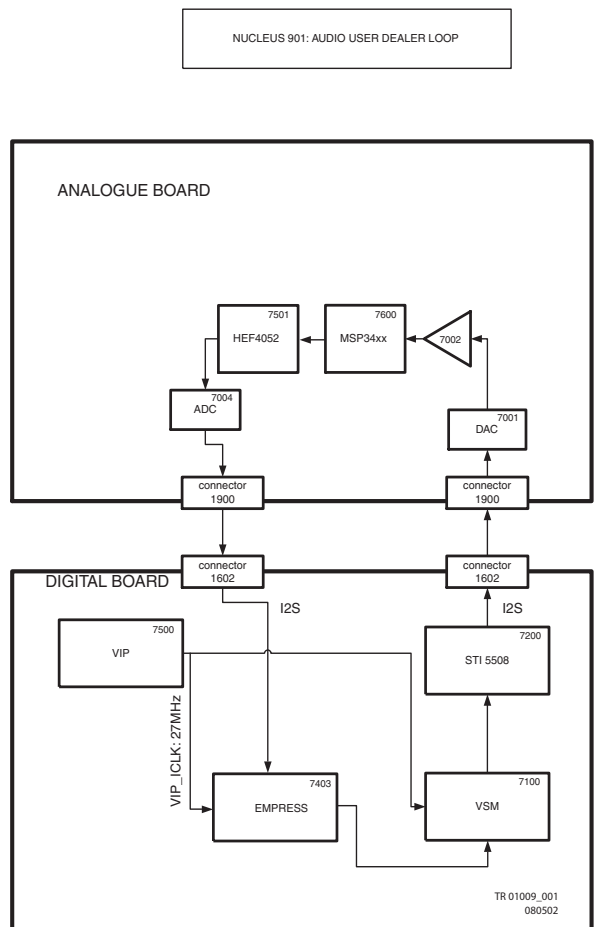 NUCLEUS 901: AUDIO USER DEALER LOOP
ANALOGUE BOARD
7501
HEF4052
7600
MSP34xx
7002
7004
ADC
7001
DAC
connector
1900
connector
1900
connector
1602
connector
1602
DIGITAL BOARD
I2S
I2S
7500
VIP
7200
STI 5508
VIP_ICLK: 27MHz
7403
EMPRESS
7100
VSM
TR 01009_001
080502